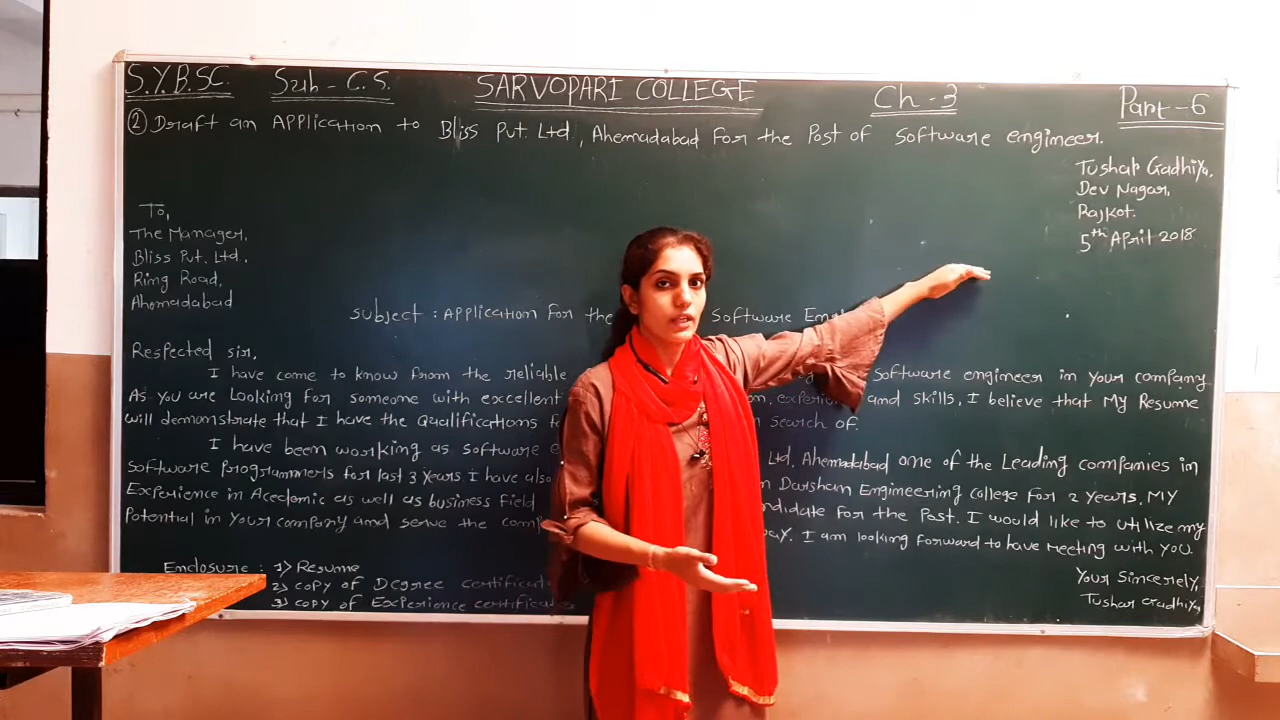 S.Y.B.SC. Sub - C.S. SARVOPARI COLLEGE Ch-3 Part-6
② Draft an Application to Bliss Pvt. Ltd., Ahemadabad For the Post of Software engineer.
Tushar Gadhiya,
Dev Nagar,
Rajkot.
5th April 2018
To,
The Manager,
Bliss Pvt. Ltd.,
Ring Road,
Ahemadabad
Subject : Application For the Software
Respected sir,
I have come to know from the reliable Software engineer in your company
As you are Looking for someone with excellent and skills, I believe that My Resume
will demonstrate that I have the Qualifications search of.
I have been working as software Ltd, Ahemadabad one of the Leading companies in
Software Programmers for last 3 years. I have also Darshan Engineering College For 2 Years. My
Experience in Acedomic as well as business field for the Post. I would like to utilize my
Potential in Your company and serve the I am looking forward to have Meeting with you.
Your Sincerely,
Tushar Gadhiya
Enclosure : 1) Resume
2) copy of Degree certificate
3) copy of Experience certificate